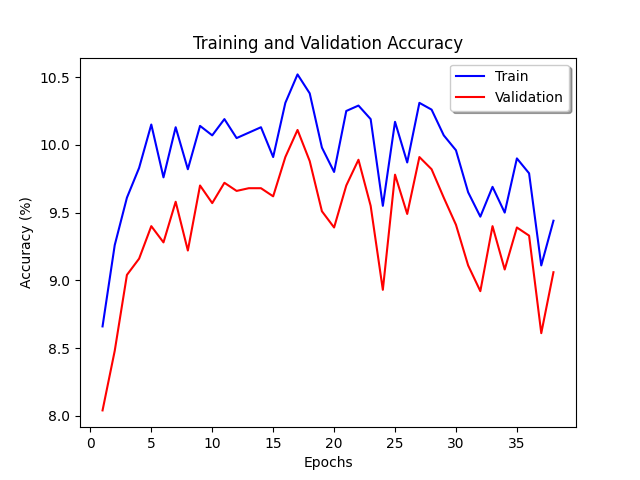 Training and Validation Accuracy
Train
Validation
Accuracy (%)
10.5
10.0
9.5
9.0
8.5
8.0
0 5 10 15 20 25 30 35
Epochs